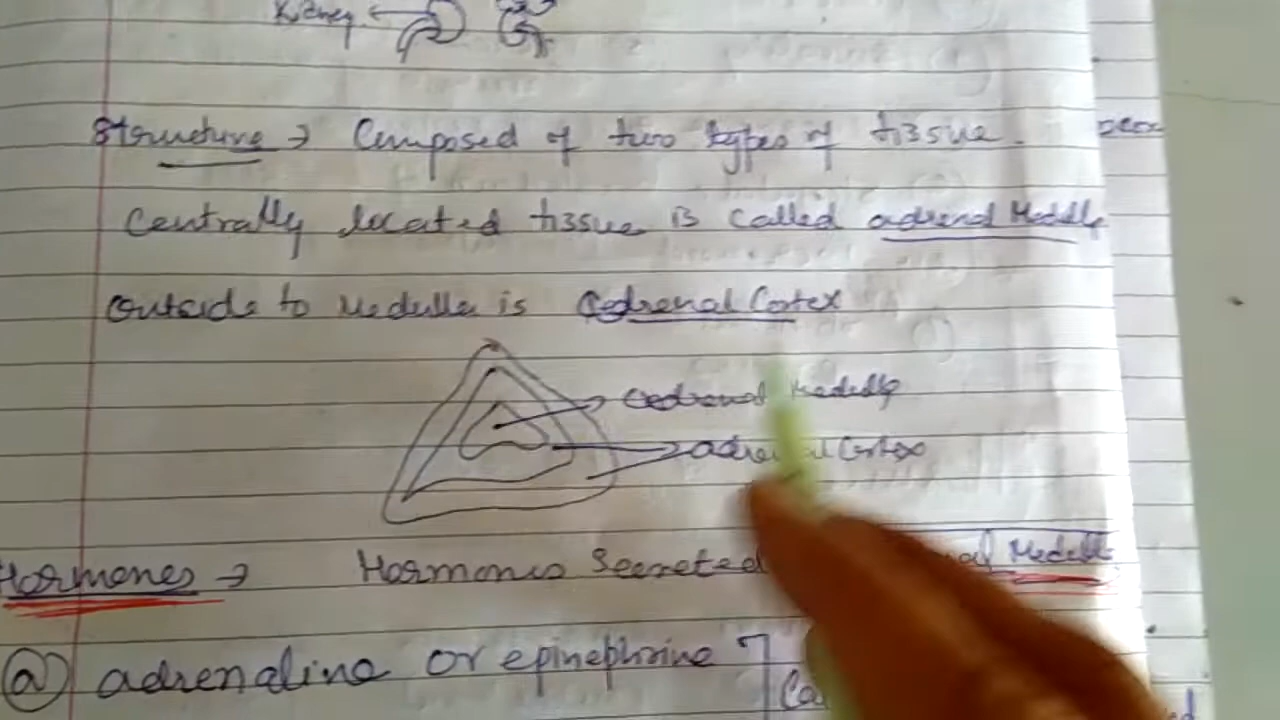 Kidney
Structure → Composed of two types of tissue.
Centrally located tissue is called adrenal Medulla
Outside to Medulla is Adrenal Cortex
adrenal Medulla
adrenal Cortex
Hormones → Hormones Secreted Medulla
(a) adrenaline or epinephrine